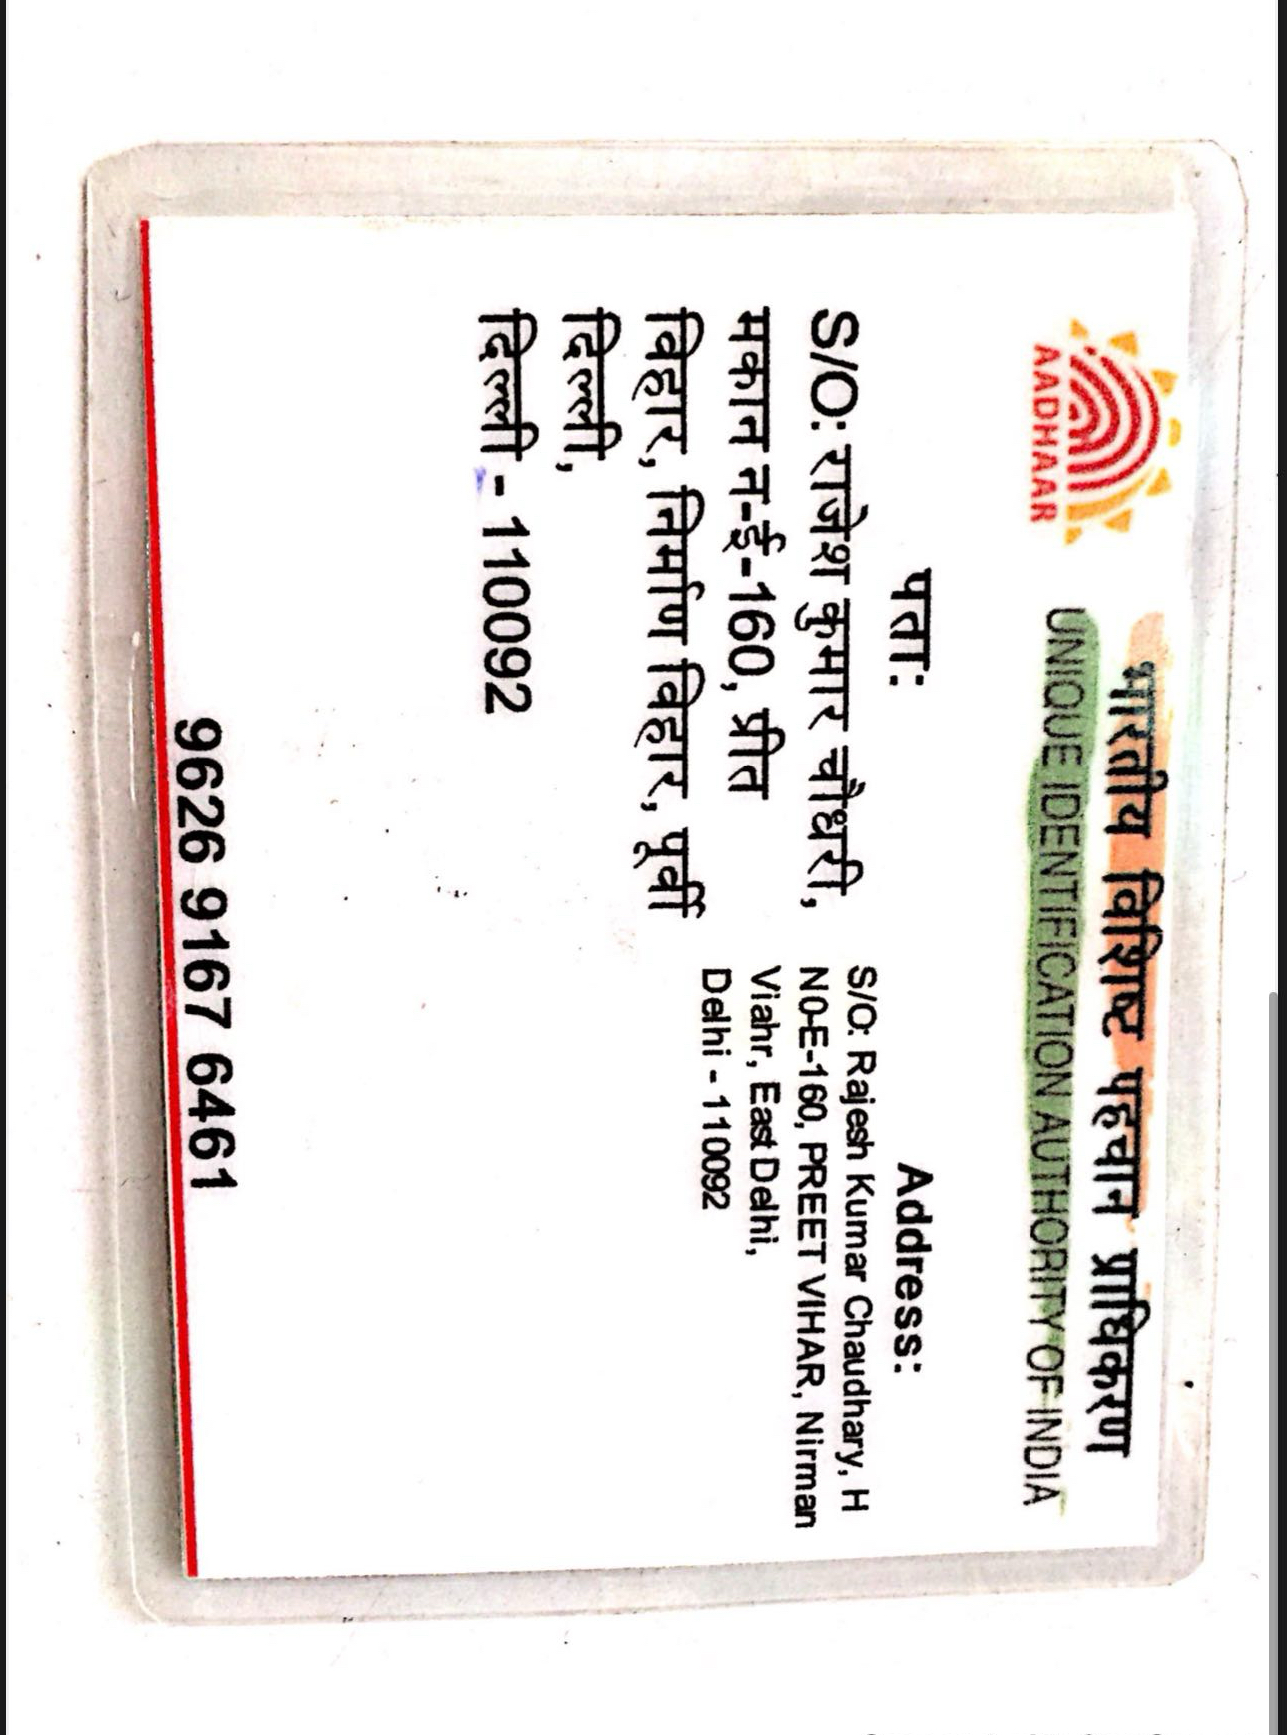 भारतीय विशिष्ट पहचान प्राधिकरण
UNIQUE IDENTIFICATION AUTHORITY OF INDIA
AADHAAR
पता:
S/O: राजेश कुमार चौधरी,
मकान न-ई-160, प्रीत
विहार, निर्माण विहार, पूर्वी
दिल्ली,
दिल्ली - 110092
Address:
S/O: Rajesh Kumar Chaudhary, H
N0-E-160, PREET VIHAR, Nirman
Viahr, East Delhi,
Delhi - 110092
9626 9167 6461